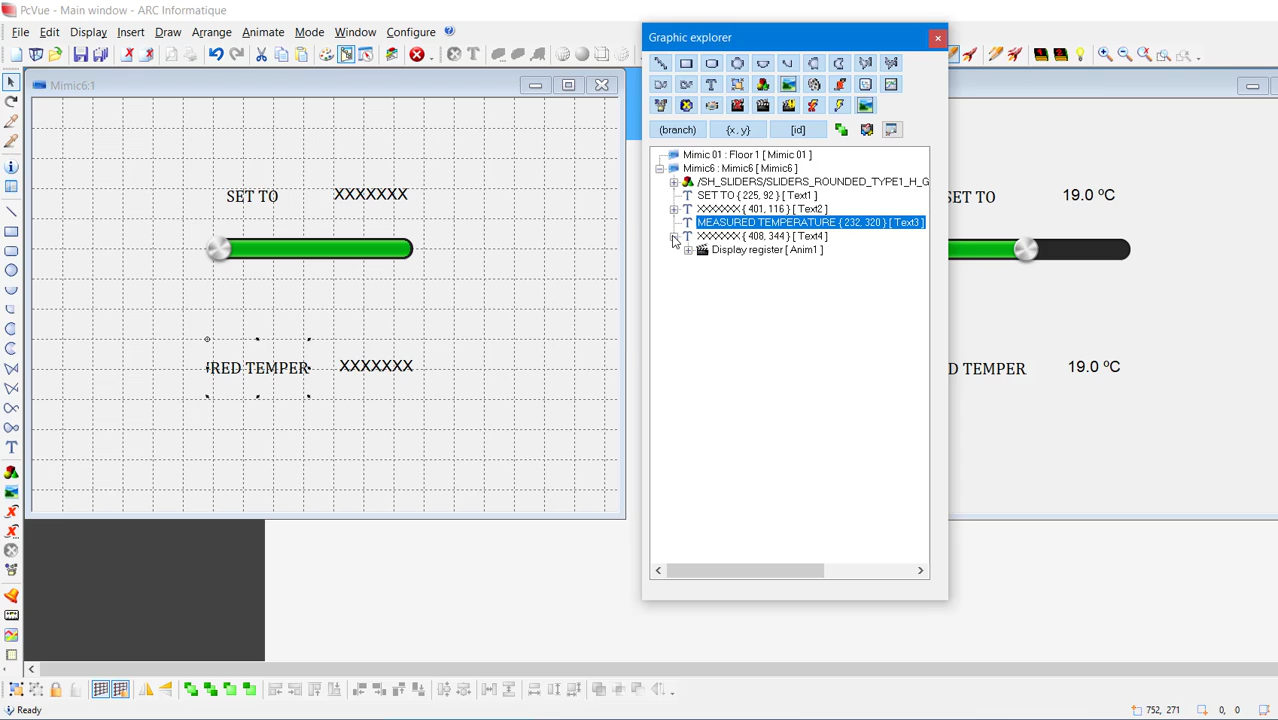 PcVue - Main window - ARC Informatique
File Edit Display Insert Draw Arrange Animate Mode Window Configure
Mimic6:1
SET TO XXXXXXX
IRED TEMPER XXXXXXX
Graphic explorer
(branch) {x , y} [id]
Mimic 01 : Floor 1 [ Mimic 01 ]
Mimic6 : Mimic6 [ Mimic6 ]
/SH_SLIDERS/SLIDERS_ROUNDED_TYPE1_H_G
SET TO { 225, 92 } [ Text1 ]
XXXXXXX { 401, 116 } [ Text2 ]
MEASURED TEMPERATURE { 232, 320 } [ Text3 ]
XXXXXXX { 408, 344 } [ Text4 ]
Display register [ Anim1 ]
ET TO 19.0 ºC
D TEMPER 19.0 ºC
Ready 752, 271 0, 0